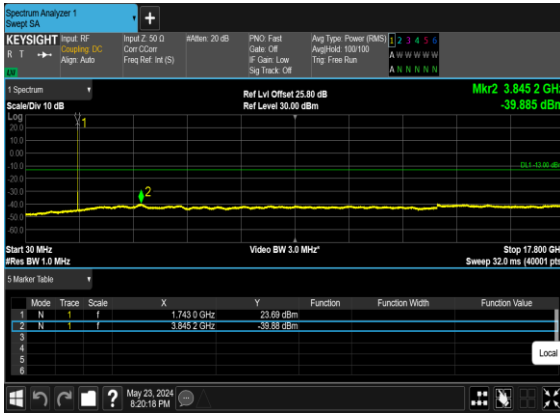 Spectrum Analyzer 1
Swept SA
+
KEYSIGHT Input: RF Input Z: 50 Ω #Atten: 20 dB PNO: Fast Avg Type: Power (RMS) 1 2 3 4 5 6
R T Coupling: DC Corr CCorr Gate: Off Avg|Hold: 100/100 A W W W W W
Align: Auto Freq Ref: Int (S) IF Gain: Low Trig: Free Run
Sig Track: Off A N N N N N
1 Spectrum Ref Lvl Offset 25.80 dB Mkr2 3.845 2 GHz
Scale/Div 10 dB Ref Level 30.00 dBm -39.885 dBm
Log
1
20.0
10.0
0.00
-10.0
DL1 -13.00 dBm
-20.0
-30.0
2
-40.0
-50.0
-60.0
Start 30 MHz Video BW 3.0 MHz* Stop 17.800 GH
#Res BW 1.0 MHz Sweep 32.0 ms (40001 pts
5 Marker Table
Mode Trace Scale X Y Function Function Width Function Value
1 N 1 f 1.743 0 GHz 23.69 dBm
2 N 1 f 3.845 2 GHz -39.88 dBm
3
4
5
6
Local
? May 23, 2024
8:20:18 PM